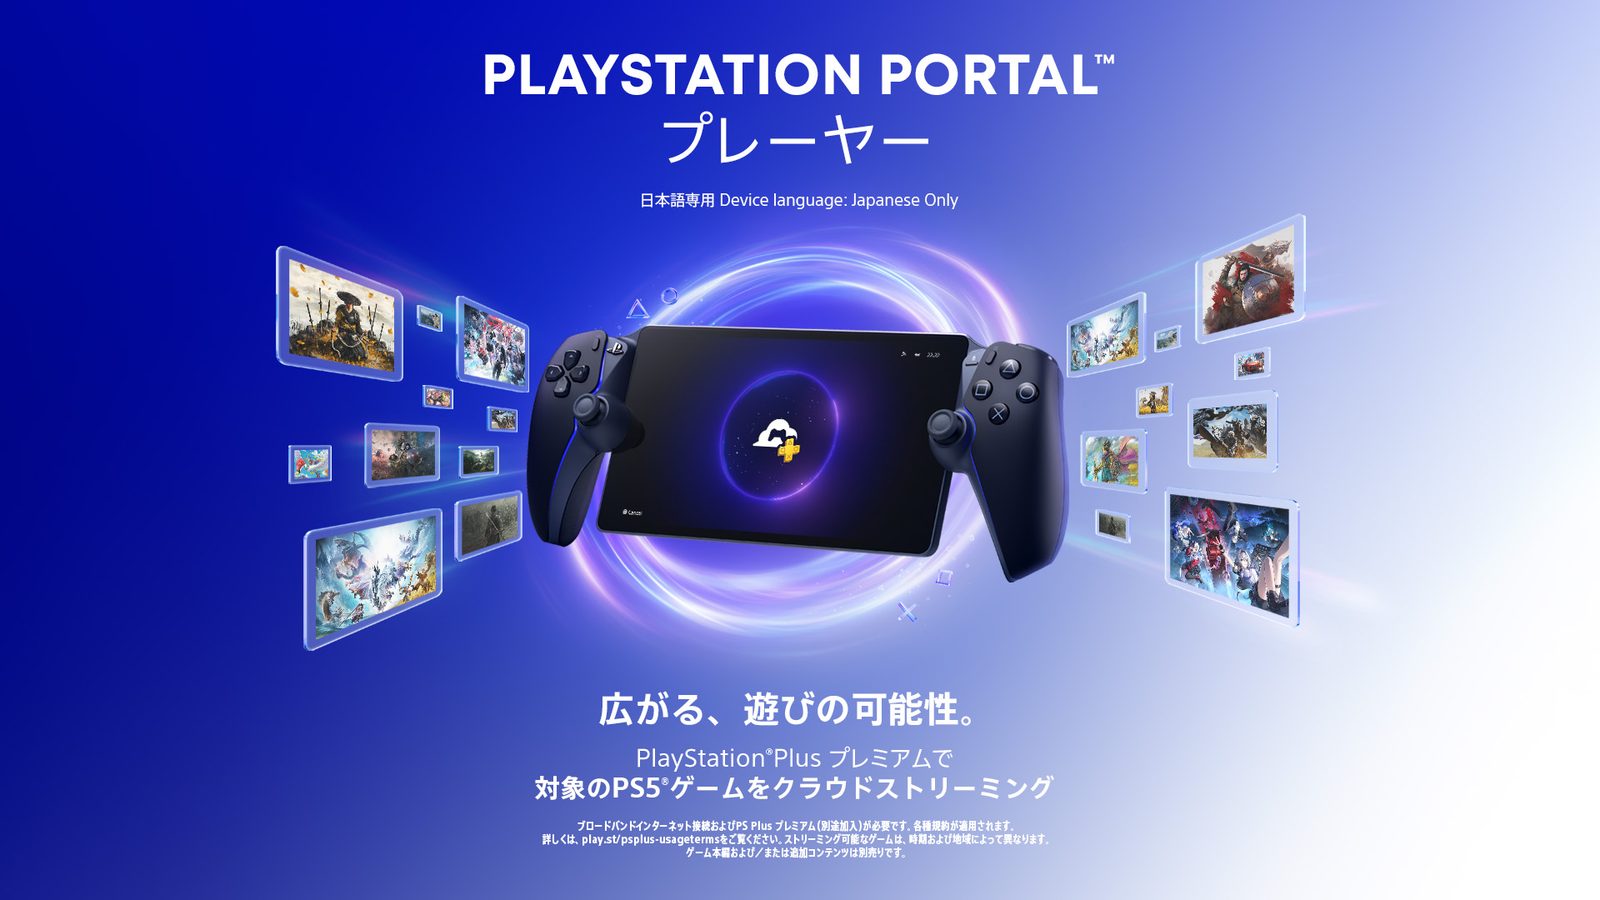 PLAYSTATION PORTAL™
プレーヤー
日本語専用 Device language: Japanese Only
Cancel
広がる、遊びの可能性。
PlayStation®Plus プレミアムで
対象のPS5®ゲームをクラウドストリーミング
ブロードバンドインターネット接続およびPS Plus プレミアム(別途加入)が必要です。各種規約が適用されます。
詳しくは、play.st/psplus-usagetermsをご覧ください。ストリーミング可能なゲームは、時期および地域によって異なります。
ゲーム本編および／または追加コンテンツは別売りです。